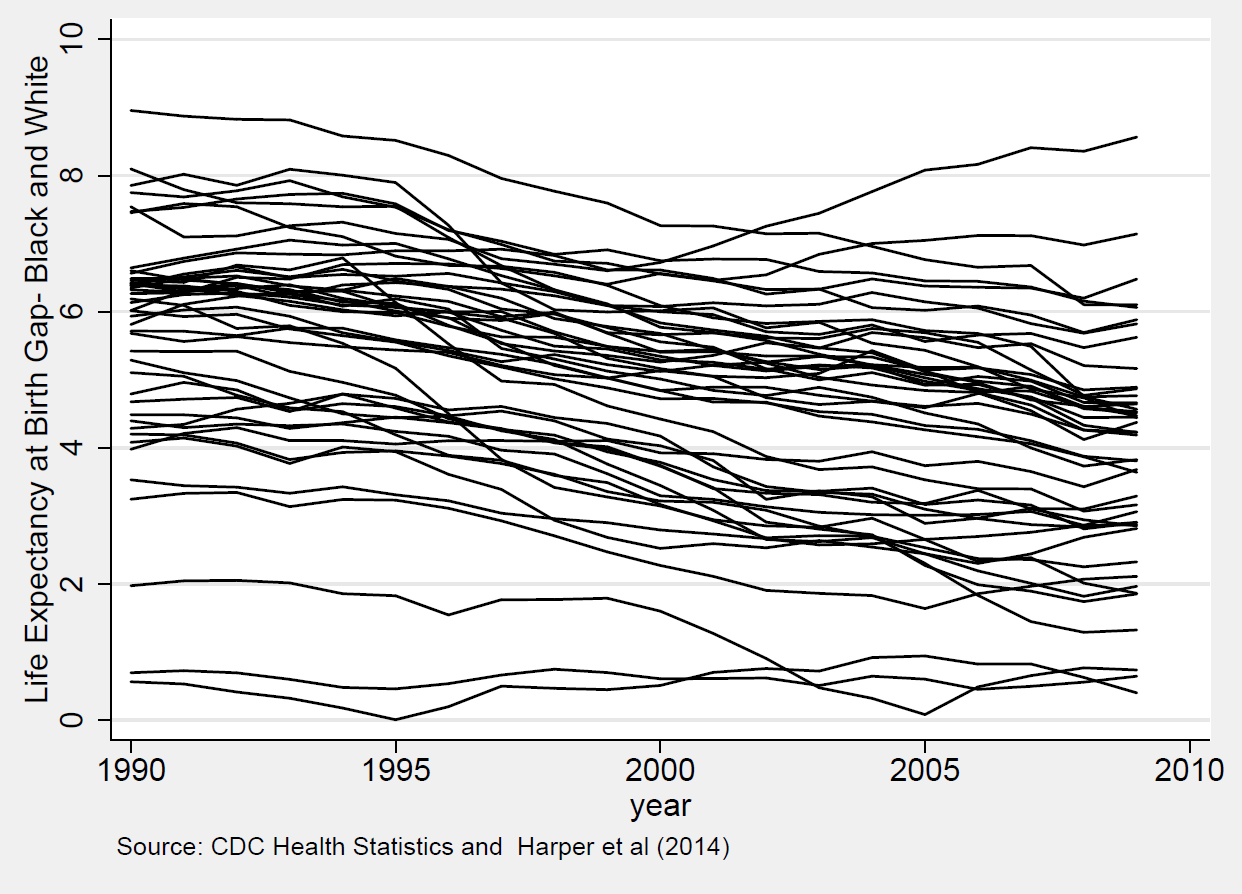 Life Expectancy at Birth Gap- Black and White
10
8
6
4
2
0
1990 1995 2000 2005 2010
year
Source: CDC Health Statistics and  Harper et al (2014)